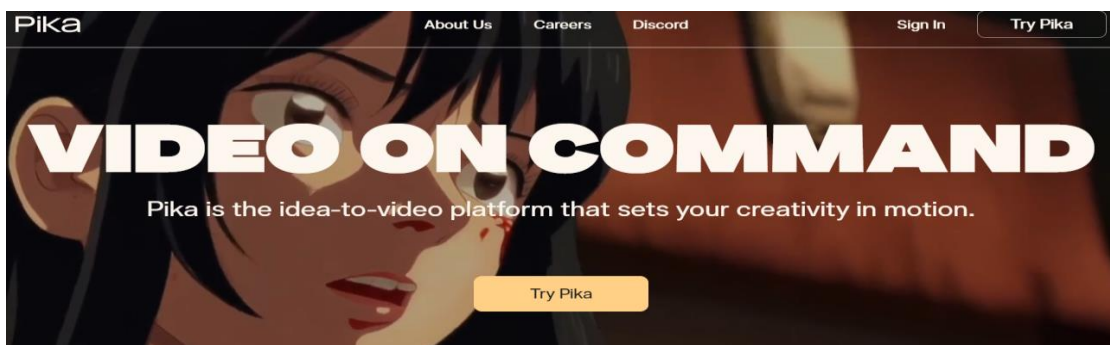 Pika About Us Careers Discord Sign In Try Pika
VIDEO ON COMMAND
Pika is the idea-to-video platform that sets your creativity in motion.
Try Pika